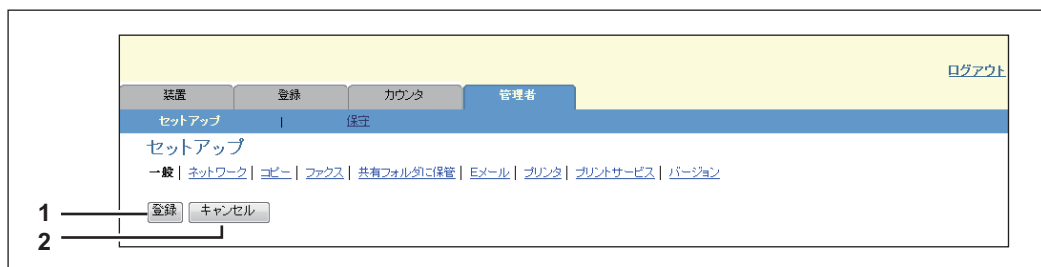 ログアウト
装置 登録 カウンタ 管理者
セットアップ | 保守
セットアップ
一般 | ネットワーク | コピー | ファクス | 共有フォルダに保管 | Eメール | プリンタ | プリントサービス | バージョン
1 登録 キャンセル
2